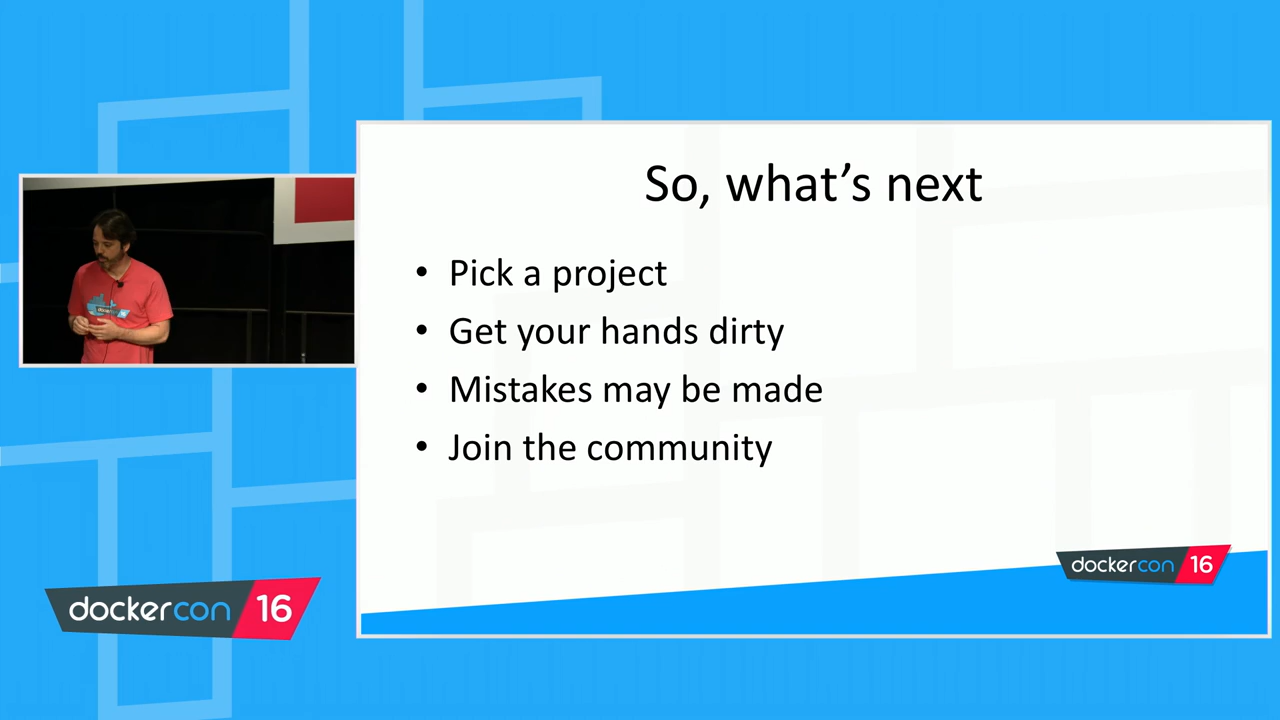 So, what’s next
• Pick a project
• Get your hands dirty
• Mistakes may be made
• Join the community
dockercon 16
dockercon 16